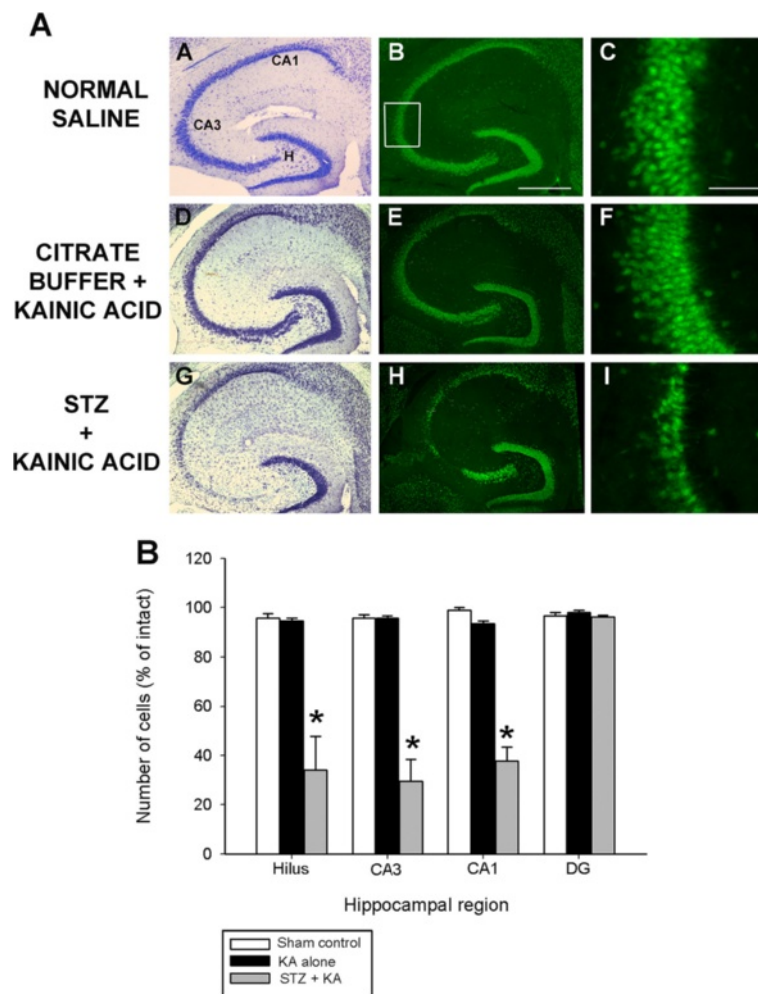 A
NORMAL
SALINE
CITRATE
BUFFER +
KAINIC ACID
STZ
+
KAINIC ACID
A
CA1
CA3
H
B
C
D
E
F
G
H
I
B
120
100
80
60
40
20
0
Number of cells (% of intact)
*
*
*
Hilus
CA3
CA1
DG
Hippocampal region
Sham control
KA alone
STZ + KA